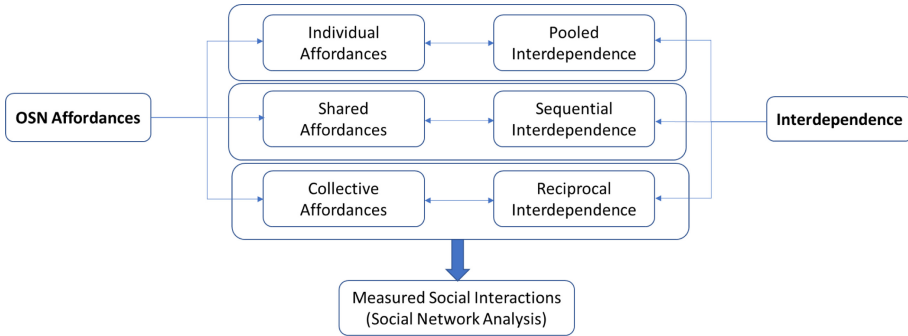 Individual
Affordances
Pooled
Interdependence
OSN Affordances
Shared
Affordances
Sequential
Interdependence
Interdependence
Collective
Affordances
Reciprocal
Interdependence
Measured Social Interactions
(Social Network Analysis)